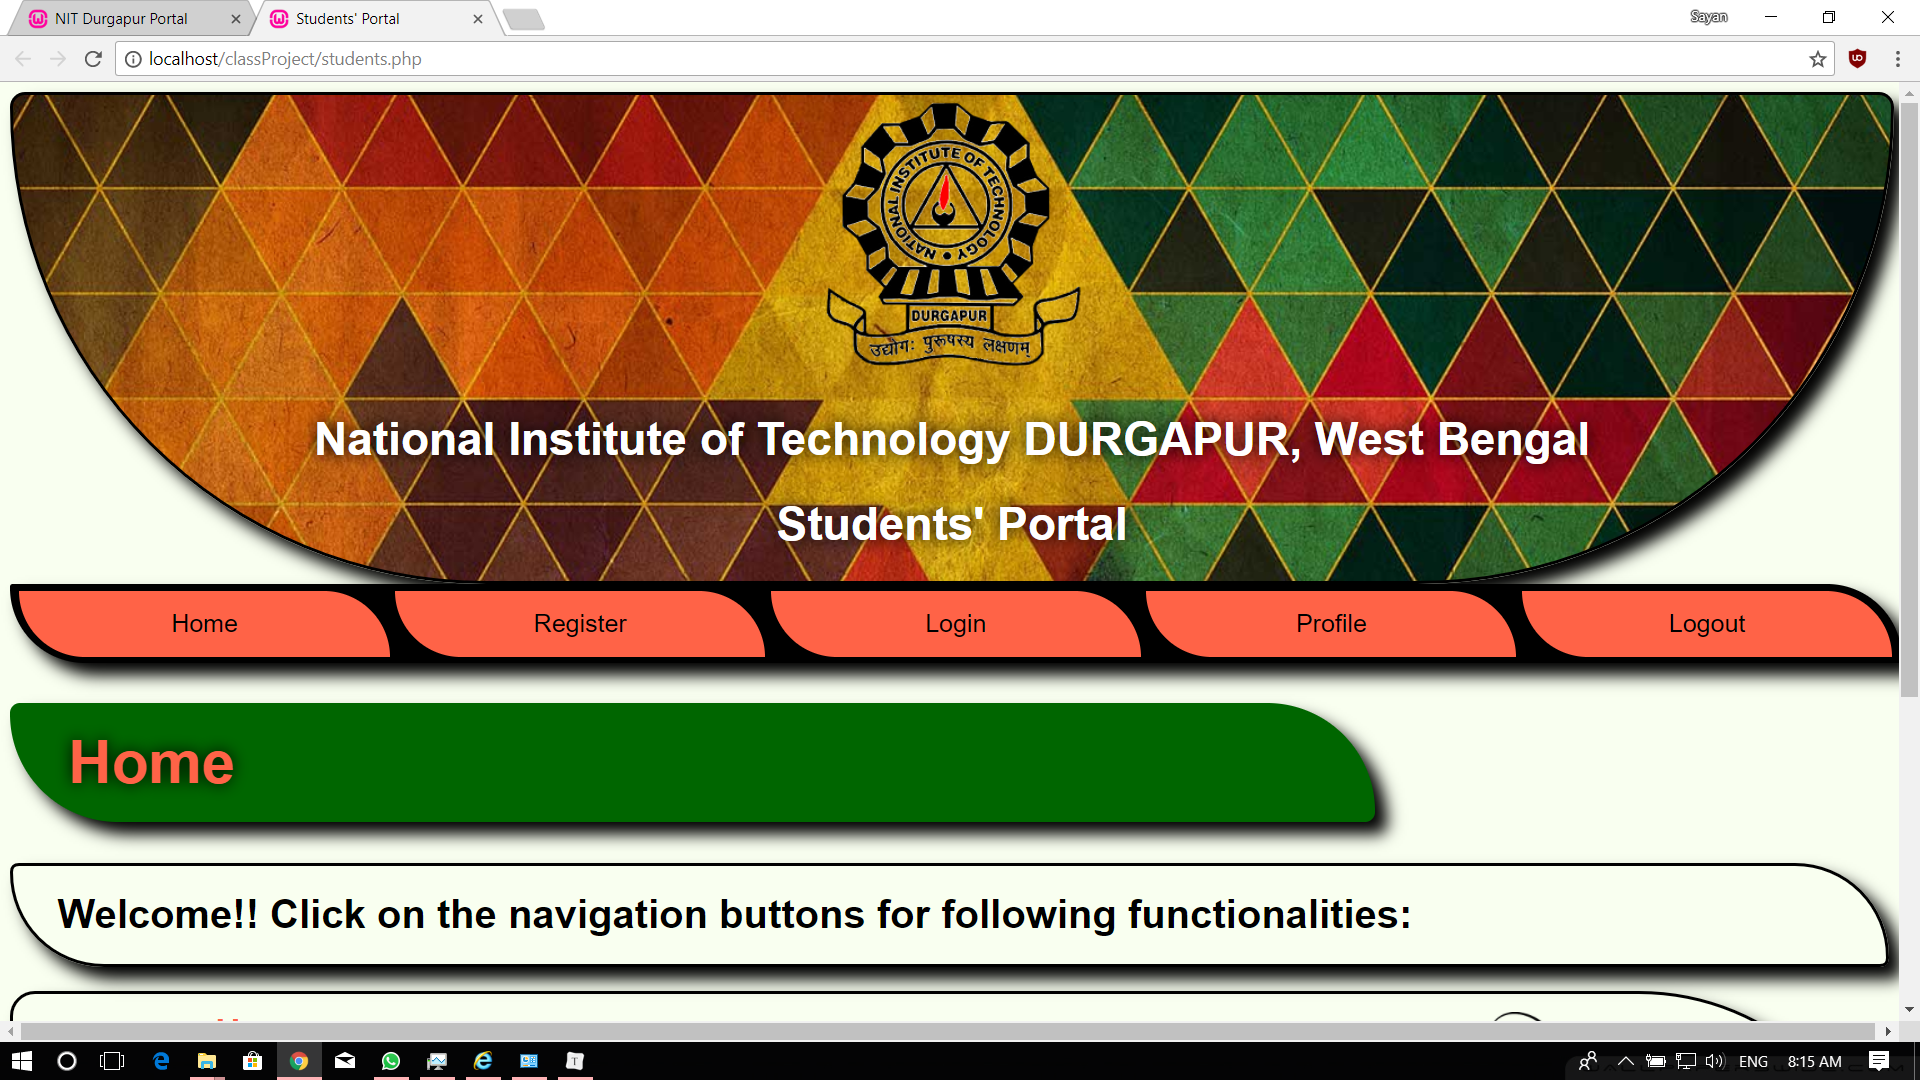 NIT Durgapur Portal
Students' Portal
Sayan
localhost/classProject/students.php
NATIONAL INSTITUTE OF TECHNOLOGY
DURGAPUR
उद्योगः पुरूषस्य लक्षणम्
National Institute of Technology DURGAPUR, West Bengal
Students' Portal
Home
Register
Login
Profile
Logout
Home
Welcome!! Click on the navigation buttons for following functionalities:
ENG
8:15 AM